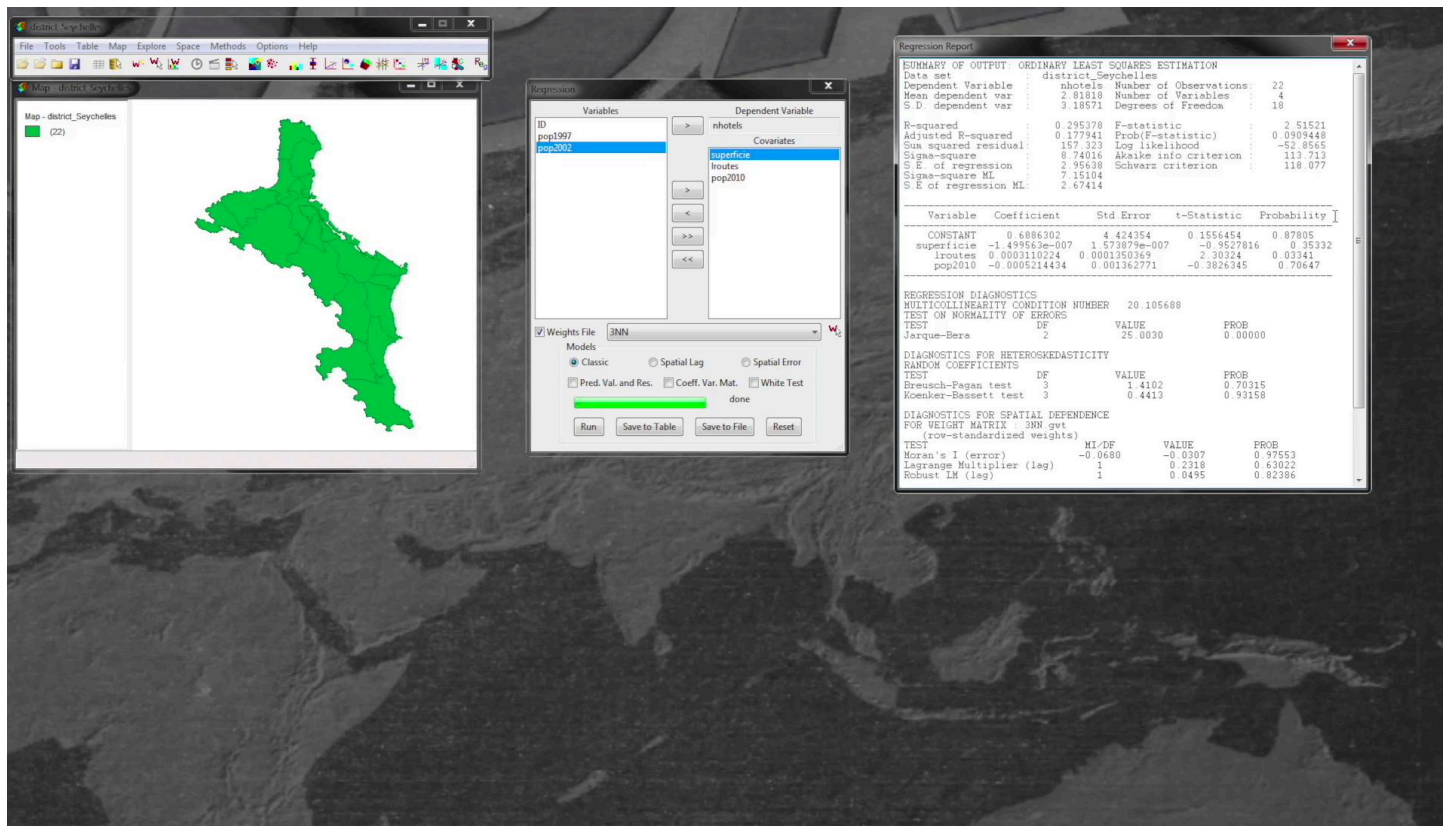 district_Seychelles
File Tools Table Map Explore Space Methods Options Help
Map - district_Seychelles
Map - district_Seychelles
(22)
Regression
Variables
Dependent Variable
ID
pop1997
pop2002
>
nhotels
Covariates
superficie
lroutes
pop2010
>
<
>>
<<
Weights File 3NN
Models
Classic Spatial Lag Spatial Error
Pred. Val. and Res. Coeff. Var. Mat. White Test
done
Run Save to Table Save to File Reset
Regression Report
SUMMARY OF OUTPUT: ORDINARY LEAST SQUARES ESTIMATION
Data set : district_Seychelles
Dependent Variable : nhotels Number of Observations: 22
Mean dependent var : 2.81818 Number of Variables : 4
S.D. dependent var : 3.18571 Degrees of Freedom : 18
R-squared : 0.295378 F-statistic : 2.51521
Adjusted R-squared : 0.177941 Prob(F-statistic) : 0.0909448
Sum squared residual: 157.323 Log likelihood : -52.8565
Sigma-square : 8.74016 Akaike info criterion : 113.713
S.E. of regression : 2.95638 Schwarz criterion : 118.077
Sigma-square ML : 7.15104
S.E of regression ML: 2.67414
Variable Coefficient Std.Error t-Statistic Probability
CONSTANT 0.6886302 4.424354 0.1556454 0.87805
superficie -1.499563e-007 1.573879e-007 -0.9527816 0.35332
lroutes 0.0003110224 0.0001350369 2.30324 0.03341
pop2010 -0.0005214434 0.001362771 -0.3826345 0.70647
REGRESSION DIAGNOSTICS
MULTICOLLINEARITY CONDITION NUMBER 20.105688
TEST ON NORMALITY OF ERRORS
TEST DF VALUE PROB
Jarque-Bera 2 25.0030 0.00000
DIAGNOSTICS FOR HETEROSKEDASTICITY
RANDOM COEFFICIENTS
TEST DF VALUE PROB
Breusch-Pagan test 3 1.4102 0.70315
Koenker-Bassett test 3 0.4413 0.93158
DIAGNOSTICS FOR SPATIAL DEPENDENCE
FOR WEIGHT MATRIX : 3NN.gwt
(row-standardized weights)
TEST MI/DF VALUE PROB
Moran's I (error) -0.0680 -0.0307 0.97553
Lagrange Multiplier (lag) 1 0.2318 0.63022
Robust LM (lag) 1 0.0495 0.82386